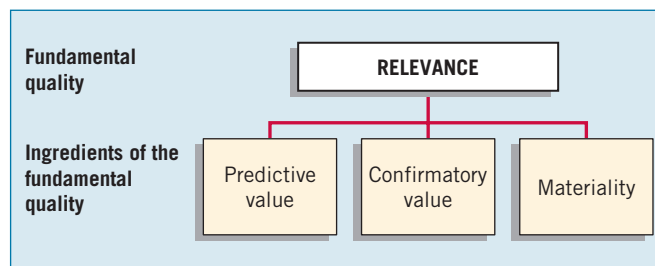 Fundamental
quality
RELEVANCE
Ingredients of the
fundamental
quality
Predictive
value
Confirmatory
value
Materiality